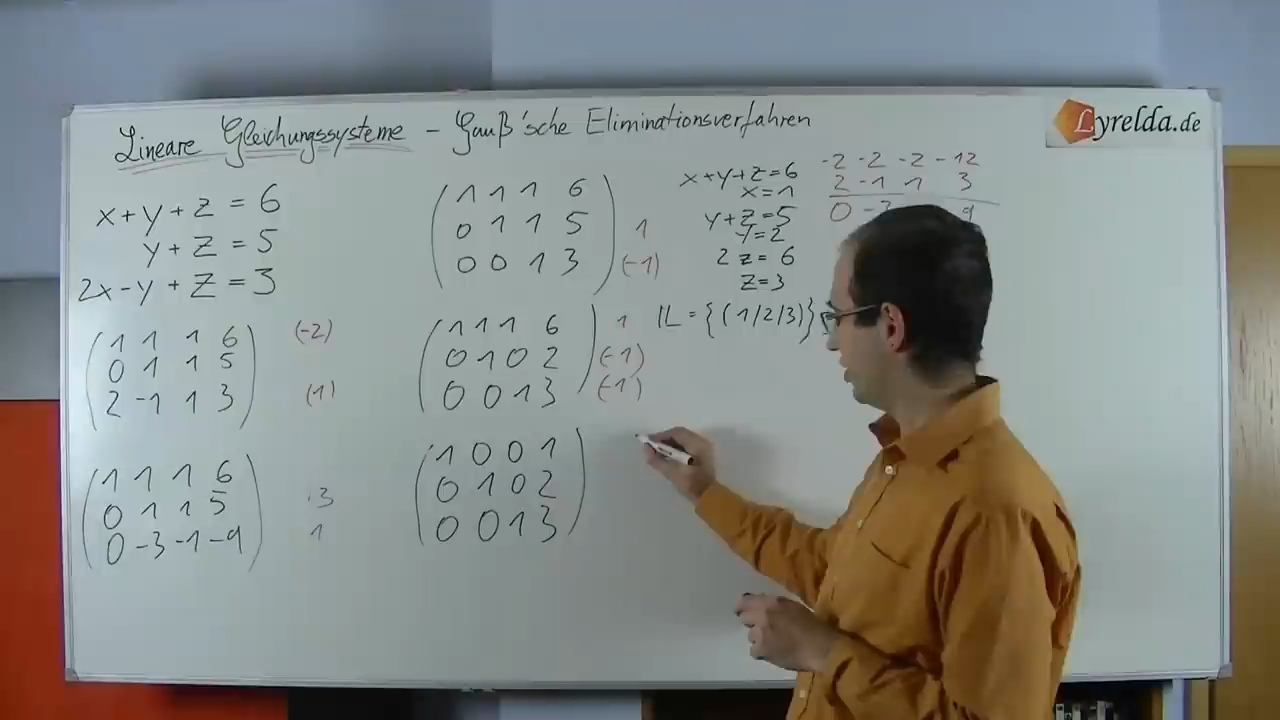 Lineare Gleichungssysteme – Gauß'sche Eliminationsverfahren
Lyrelda.de
x+y+z=6
y+z=5
2x-y+z=3
1 1 1 6 (-2)
0 1 1 5
2 -1 1 3 (1)
1 1 1 6
0 1 1 5 ·3
0 -3 -1 -9 1
1 1 1 6
0 1 1 5 1
0 0 1 3 (-1)
1 1 1 6 1
0 1 0 2 (-1)
0 0 1 3 (-1)
1 0 0 1
0 1 0 2
0 0 1 3
x+y+z=6
x=1
y+z=5
y=2
2z=6
z=3
IL={(1/2/3)}
-2 -2 -2 -12
2 -1 1 3
0 -3 9